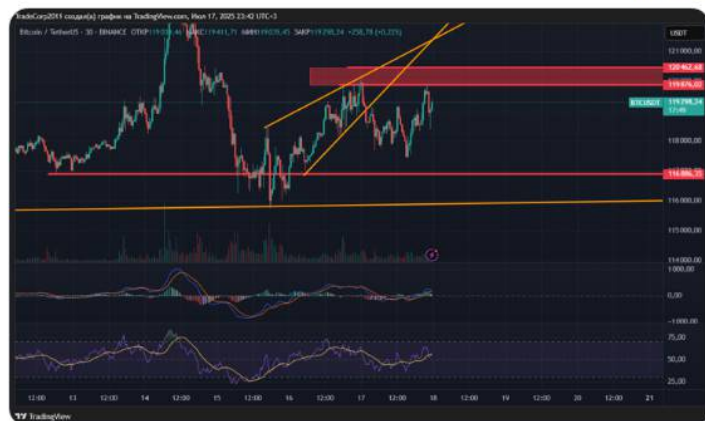 TradeCorp2011 создал(а) график на TradingView.com, Июл 17, 2025 23:42 UTC+3
Bitcoin / TetherUS · 30 · BINANCE
USDT
121 000,00
120 462,68
119 876,02
BTCUSDT 119 298,24
17:49
118 000,00
116 886,35
116 000,00
115 000,00
114 000,00
1 000,00
0,00
-1 000,00
75,00
50,00
25,00
12:00 13 12:00 14 12:00 15 12:00 16 12:00 17 12:00 18 12:00 19 12:00 20 12:00 21
TradingView